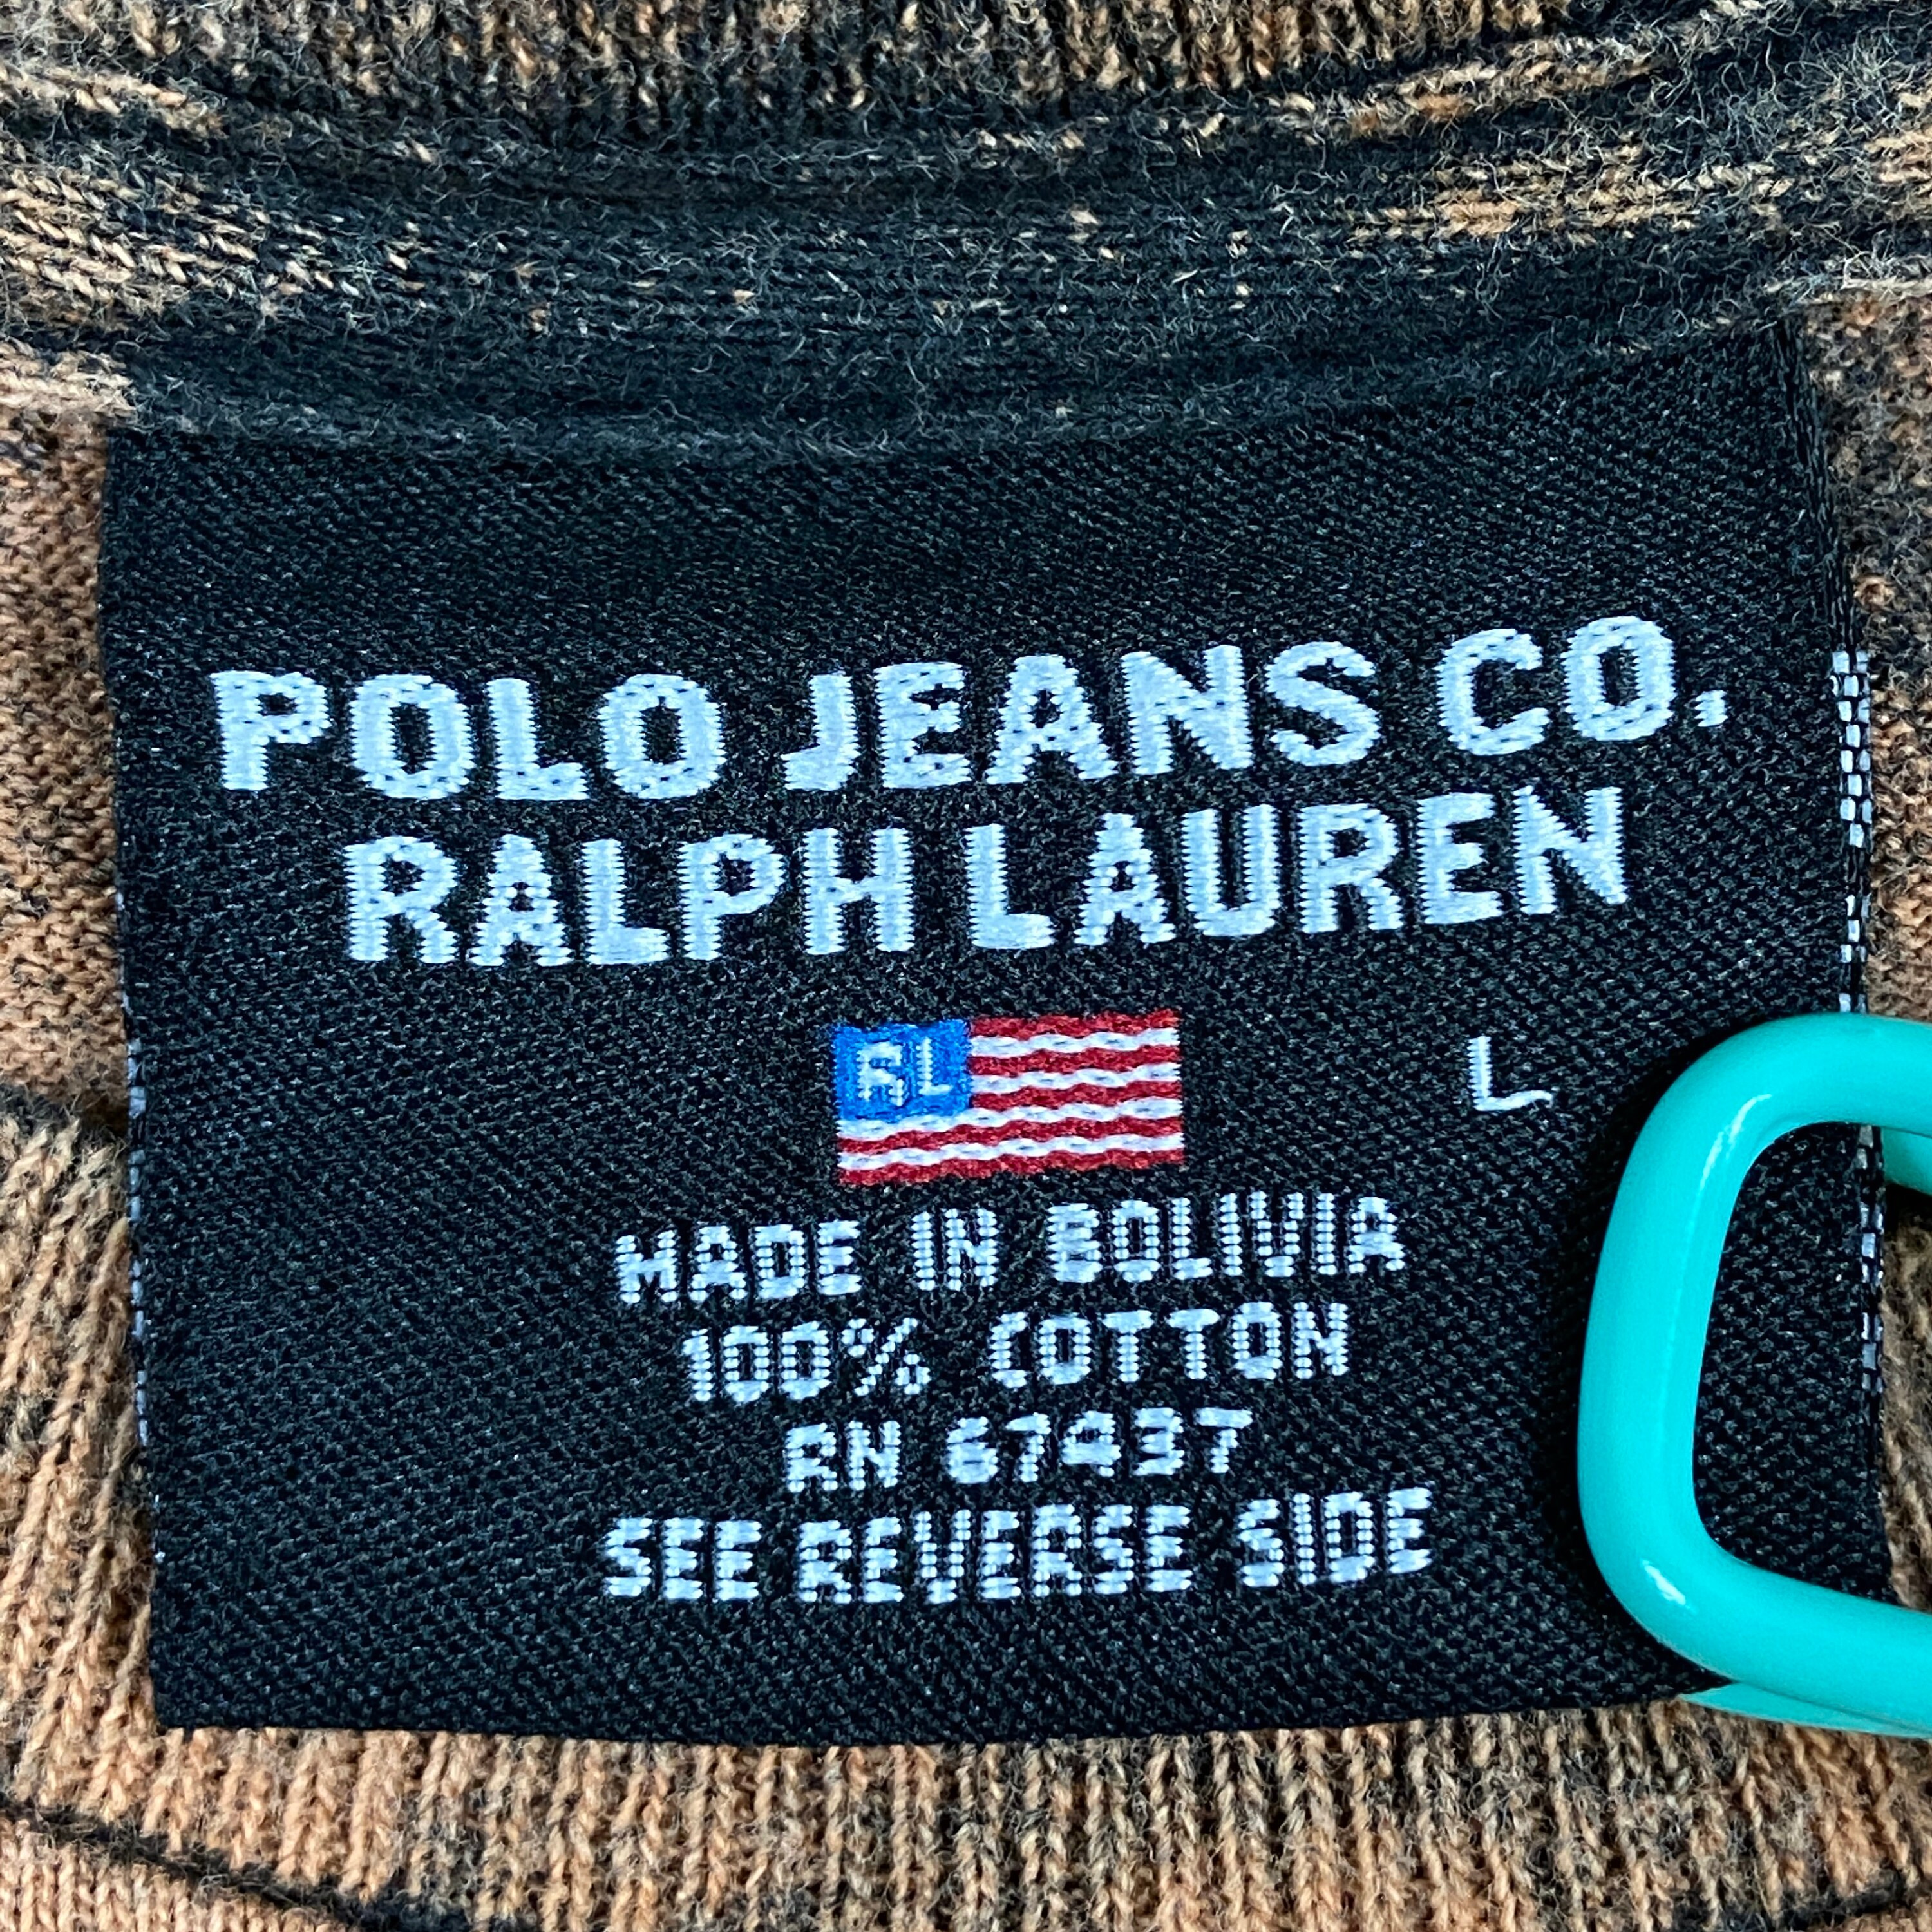 POLO JEANS CO.
RALPH LAUREN
RL
L
MADE IN BOLIVIA
100% COTTON
RN 67437
SEE REVERSE SIDE